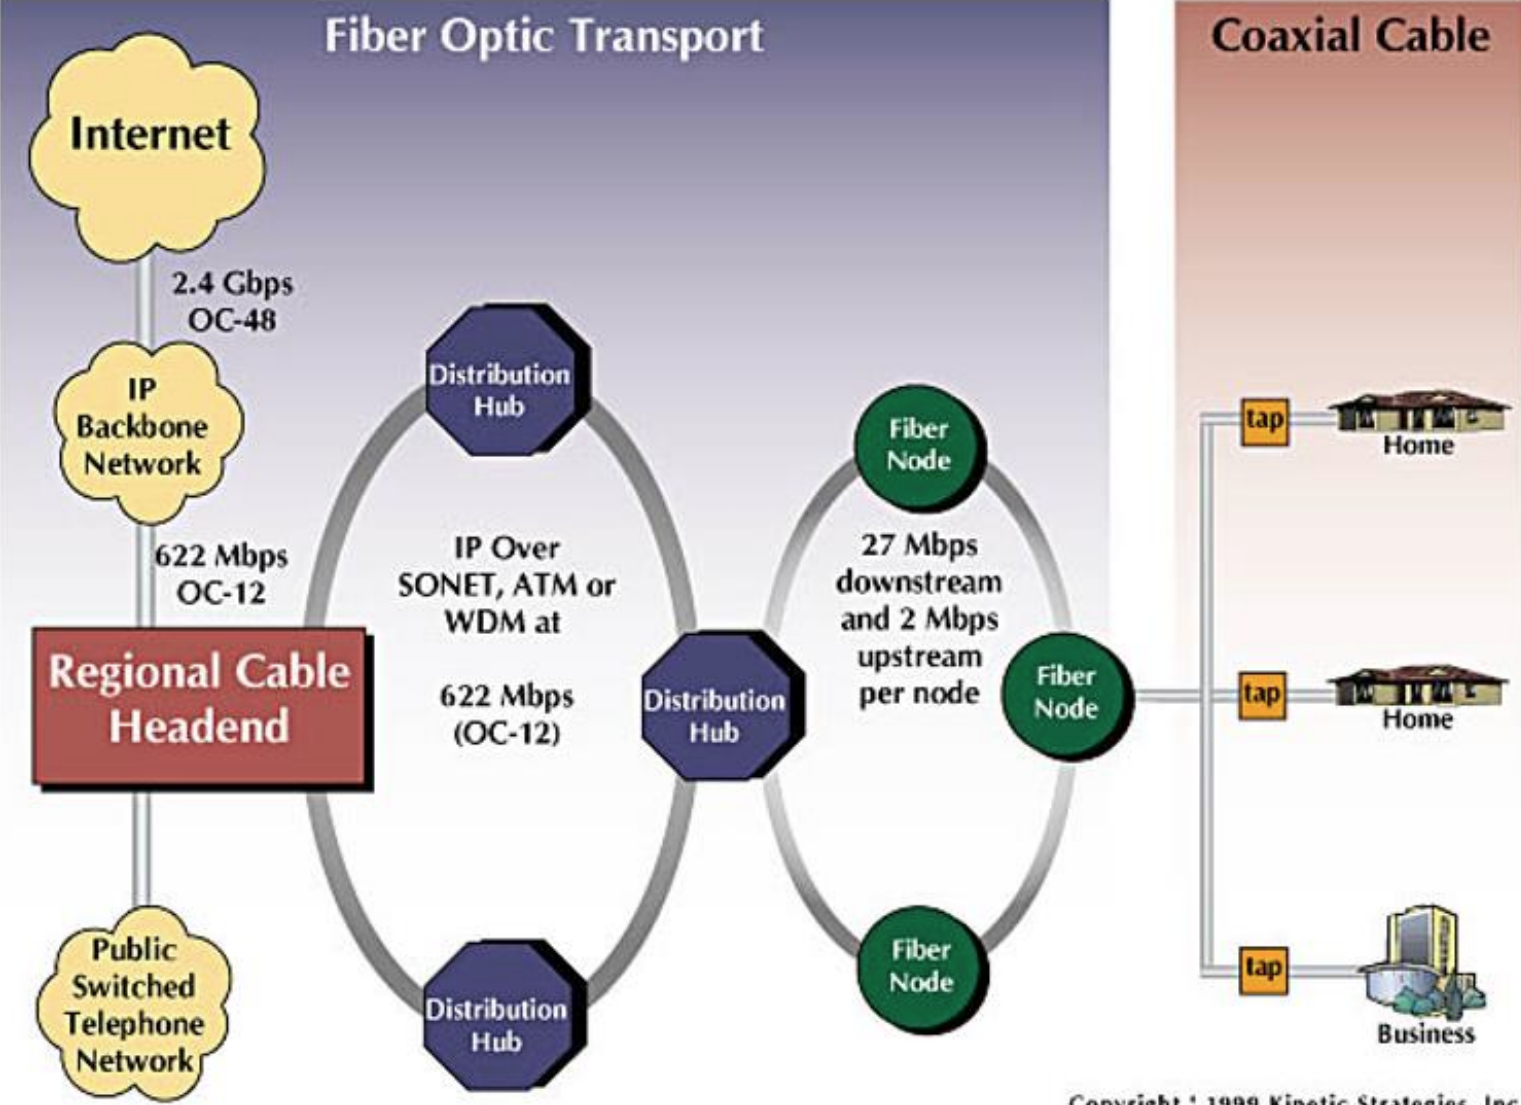 Fiber Optic Transport
Coaxial Cable
Internet
2.4 Gbps
OC-48
IP
Backbone
Network
622 Mbps
OC-12
Regional Cable
Headend
Public
Switched
Telephone
Network
Distribution
Hub
IP Over
SONET, ATM or
WDM at
622 Mbps
(OC-12)
Distribution
Hub
Distribution
Hub
Fiber
Node
27 Mbps
downstream
and 2 Mbps
upstream
per node
Fiber
Node
Fiber
Node
tap
Home
tap
Home
tap
Business
Copyright * 1999 Kinetic Strategies, Inc